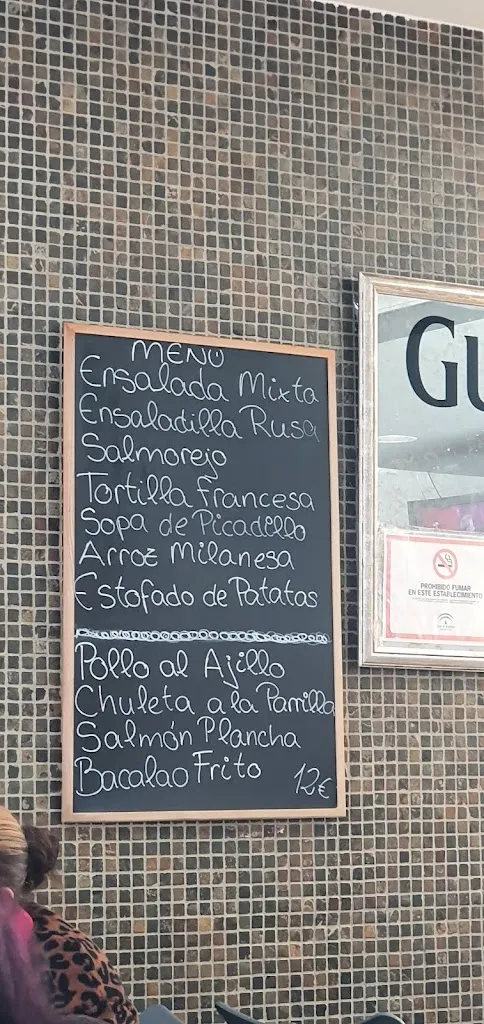 MENÚ
Ensalada Mixta
Ensaladilla Rusa
Salmorejo
Tortilla Francesa
Sopa de Picadillo
Arroz Milanesa
Estofado de Patatas
Pollo al Ajillo
Chuleta a la Parrilla
Salmón Plancha
Bacalao Frito 12€
GU
PROHIBIDO FUMAR
EN ESTE ESTABLECIMIENTO